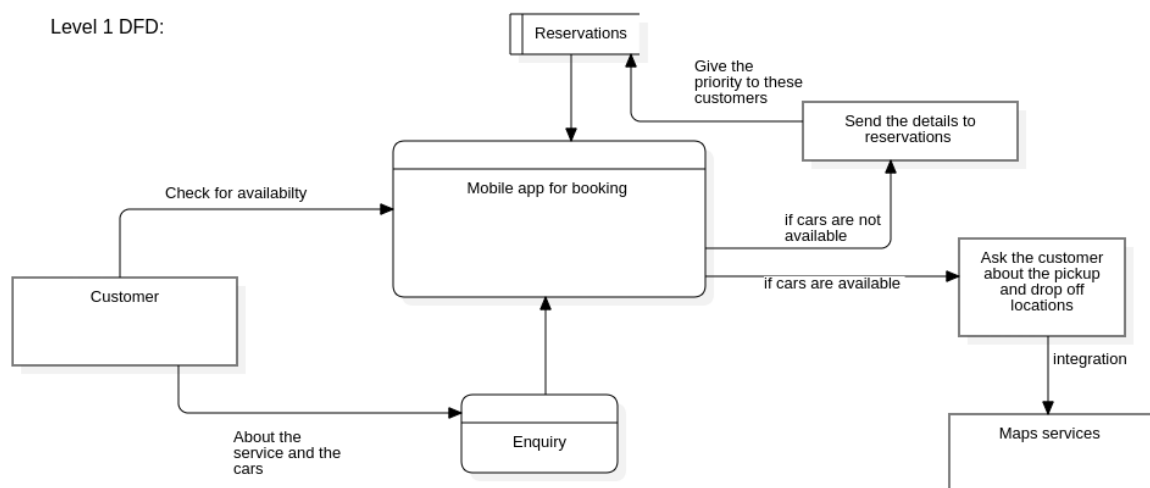 Level 1 DFD:
Reservations
Give the
priority to these
customers
Send the details to
reservations
Mobile app for booking
Check for availabilty
if cars are not
available
Ask the customer
about the pickup
and drop off
locations
if cars are available
Customer
integration
About the
service and the
cars
Enquiry
Maps services